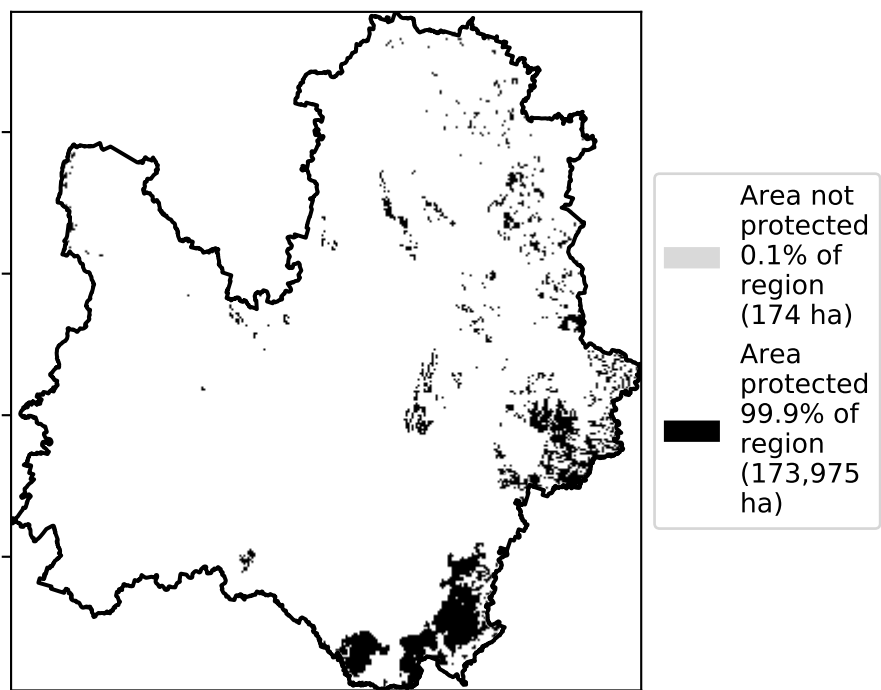 Area not
protected
0.1% of
region
(174 ha)
Area
protected
99.9% of
region
(173,975
ha)